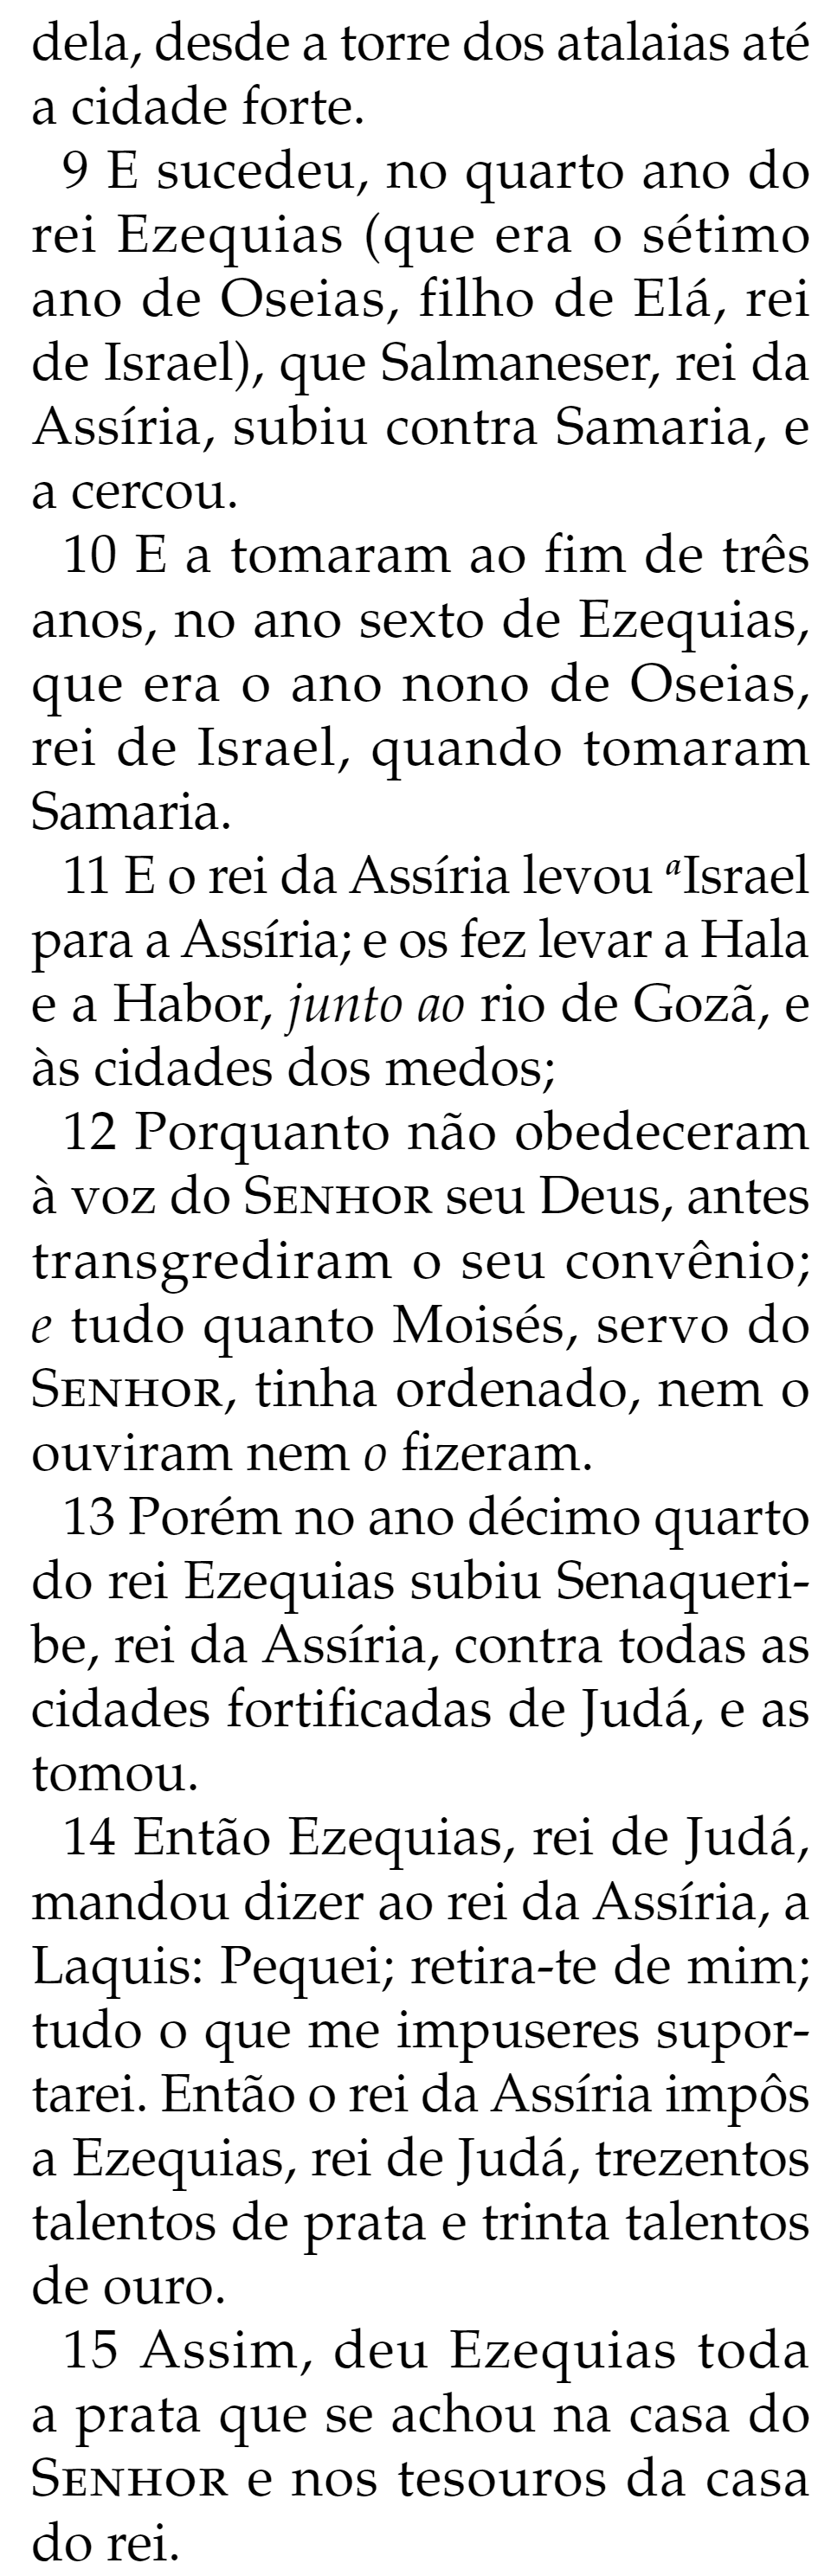 dela, desde a torre dos atalaias até
a cidade forte.
9 E sucedeu, no quarto ano do
rei Ezequias (que era o sétimo
ano de Oseias, filho de Elá, rei
de Israel), que Salmaneser, rei da
Assíria, subiu contra Samaria, e
a cercou.
10 E a tomaram ao fim de três
anos, no ano sexto de Ezequias,
que era o ano nono de Oseias,
rei de Israel, quando tomaram
Samaria.
11 E o rei da Assíria levou ᵃIsrael
para a Assíria; e os fez levar a Hala
e a Habor, junto ao rio de Gozã, e
às cidades dos medos;
12 Porquanto não obedeceram
à voz do SENHOR seu Deus, antes
transgrediram o seu convênio;
e tudo quanto Moisés, servo do
SENHOR, tinha ordenado, nem o
ouviram nem o fizeram.
13 Porém no ano décimo quarto
do rei Ezequias subiu Senaqueri-
be, rei da Assíria, contra todas as
cidades fortificadas de Judá, e as
tomou.
14 Então Ezequias, rei de Judá,
mandou dizer ao rei da Assíria, a
Laquis: Pequei; retira-te de mim;
tudo o que me impuseres supor-
tarei. Então o rei da Assíria impôs
a Ezequias, rei de Judá, trezentos
talentos de prata e trinta talentos
de ouro.
15 Assim, deu Ezequias toda
a prata que se achou na casa do
SENHOR e nos tesouros da casa
do rei.